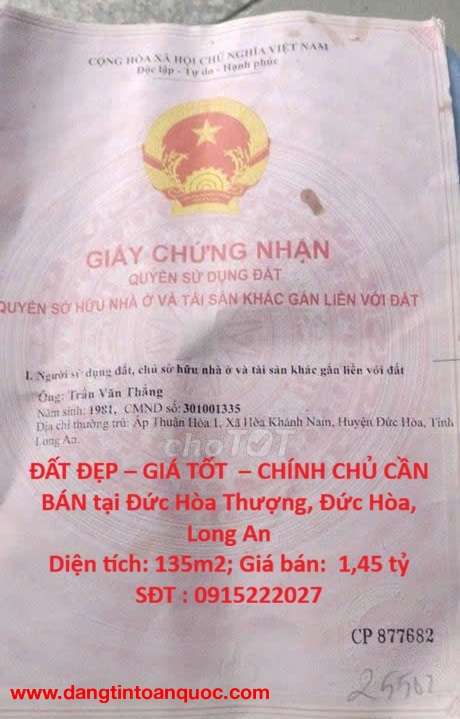 CỘNG HÒA XÃ HỘI CHỦ NGHĨA VIỆT NAM
Độc lập - Tự do - Hạnh phúc
GIẤY CHỨNG NHẬN
QUYỀN SỬ DỤNG ĐẤT
QUYỀN SỞ HỮU NHÀ Ở VÀ TÀI SẢN KHÁC GẮN LIỀN VỚI ĐẤT
I. Người sử dụng đất, chủ sở hữu nhà ở và tài sản khác gắn liền với đất
Ông: Trần Văn Thắng
Năm sinh: 1981, CMND số: 301001335
Địa chỉ thường trú: Ấp Thuận Hòa 1, Xã Hòa Khánh Nam, Huyện Đức Hòa, Tỉnh
Long An.
choTOT
ĐẤT ĐẸP – GIÁ TỐT – CHÍNH CHỦ CẦN
BÁN tại Đức Hòa Thượng, Đức Hòa,
Long An
Diện tích: 135m2; Giá bán: 1,45 tỷ
SĐT : 0915222027
CP 877682
www.dangtintoanquoc.com